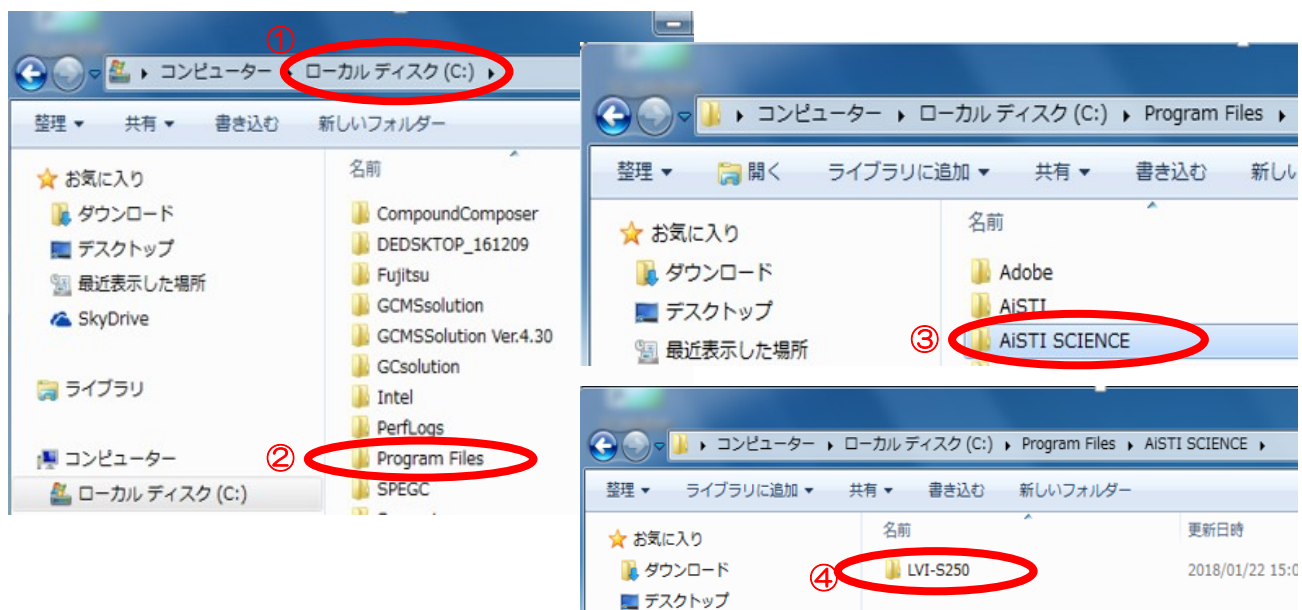 ①
コンピューター ローカル ディスク (C:)
整理 共有 書き込む 新しいフォルダー
お気に入り
ダウンロード
デスクトップ
最近表示した場所
SkyDrive
ライブラリ
コンピューター
ローカル ディスク (C:)
名前
CompoundComposer
DEDSKTOP_161209
Fujitsu
GCMSsolution
GCMSSolution Ver.4.30
GCsolution
Intel
PerfLogs
② Program Files
SPEGC
コンピューター ローカル ディスク (C:) Program Files
整理 開く ライブラリに追加 共有 書き込む 新し
お気に入り
ダウンロード
デスクトップ
最近表示した場所
名前
Adobe
AiSTI
③ AiSTI SCIENCE
コンピューター ローカル ディスク (C:) Program Files AiSTI SCIENCE
整理 ライブラリに追加 共有 書き込む 新しいフォルダー
お気に入り
ダウンロード
デスクトップ
名前 更新日時
④ LVI-S250 2018/01/22 15:0